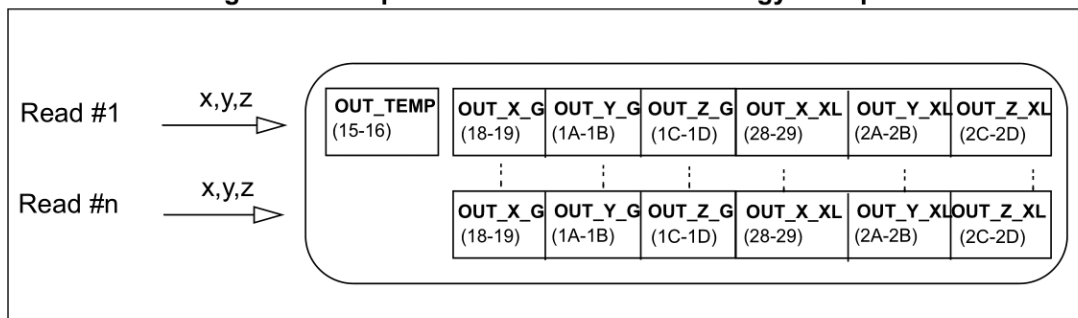 Read #1 x,y,z OUT_TEMP OUT_X_G OUT_Y_G OUT_Z_G OUT_X_XL OUT_Y_XL OUT_Z_XL
(15-16) (18-19) (1A-1B) (1C-1D) (28-29) (2A-2B) (2C-2D)
Read #n x,y,z OUT_X_G OUT_Y_G OUT_Z_G OUT_X_XL OUT_Y_XL OUT_Z_XL
(18-19) (1A-1B) (1C-1D) (28-29) (2A-2B) (2C-2D)